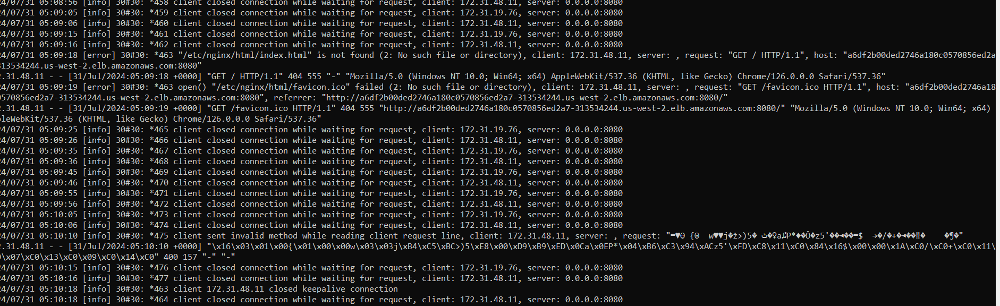 24/07/31 05:08:56 [info] 30#30: *458 client closed connection while waiting for request, client: 172.31.48.11, server: 0.0.0.0:8080
24/07/31 05:09:05 [info] 30#30: *459 client closed connection while waiting for request, client: 172.31.19.76, server: 0.0.0.0:8080
24/07/31 05:09:06 [info] 30#30: *460 client closed connection while waiting for request, client: 172.31.48.11, server: 0.0.0.0:8080
24/07/31 05:09:15 [info] 30#30: *461 client closed connection while waiting for request, client: 172.31.19.76, server: 0.0.0.0:8080
24/07/31 05:09:16 [info] 30#30: *462 client closed connection while waiting for request, client: 172.31.48.11, server: 0.0.0.0:8080
24/07/31 05:09:18 [error] 30#30: *463 "/etc/nginx/html/index.html" is not found (2: No such file or directory), client: 172.31.48.11, server: , request: "GET / HTTP/1.1", host: "a6df2b00ded2746a180c0570856ed2a
313534244.us-west-2.elb.amazonaws.com:8080"
2.31.48.11 - - [31/Jul/2024:05:09:18 +0000] "GET / HTTP/1.1" 404 555 "-" "Mozilla/5.0 (Windows NT 10.0; Win64; x64) AppleWebKit/537.36 (KHTML, like Gecko) Chrome/126.0.0.0 Safari/537.36"
24/07/31 05:09:19 [error] 30#30: *463 open() "/etc/nginx/html/favicon.ico" failed (2: No such file or directory), client: 172.31.48.11, server: , request: "GET /favicon.ico HTTP/1.1", host: "a6df2b00ded2746a18
0570856ed2a7-313534244.us-west-2.elb.amazonaws.com:8080", referrer: "http://a6df2b00ded2746a180c0570856ed2a7-313534244.us-west-2.elb.amazonaws.com:8080/"
2.31.48.11 - - [31/Jul/2024:05:09:19 +0000] "GET /favicon.ico HTTP/1.1" 404 555 "http://a6df2b00ded2746a180c0570856ed2a7-313534244.us-west-2.elb.amazonaws.com:8080/" "Mozilla/5.0 (Windows NT 10.0; Win64; x64)
pleWebKit/537.36 (KHTML, like Gecko) Chrome/126.0.0.0 Safari/537.36"
24/07/31 05:09:25 [info] 30#30: *465 client closed connection while waiting for request, client: 172.31.19.76, server: 0.0.0.0:8080
24/07/31 05:09:26 [info] 30#30: *466 client closed connection while waiting for request, client: 172.31.48.11, server: 0.0.0.0:8080
24/07/31 05:09:35 [info] 30#30: *467 client closed connection while waiting for request, client: 172.31.19.76, server: 0.0.0.0:8080
24/07/31 05:09:36 [info] 30#30: *468 client closed connection while waiting for request, client: 172.31.48.11, server: 0.0.0.0:8080
24/07/31 05:09:45 [info] 30#30: *469 client closed connection while waiting for request, client: 172.31.19.76, server: 0.0.0.0:8080
24/07/31 05:09:46 [info] 30#30: *470 client closed connection while waiting for request, client: 172.31.48.11, server: 0.0.0.0:8080
24/07/31 05:09:55 [info] 30#30: *471 client closed connection while waiting for request, client: 172.31.19.76, server: 0.0.0.0:8080
24/07/31 05:09:56 [info] 30#30: *472 client closed connection while waiting for request, client: 172.31.48.11, server: 0.0.0.0:8080
24/07/31 05:10:05 [info] 30#30: *473 client closed connection while waiting for request, client: 172.31.19.76, server: 0.0.0.0:8080
24/07/31 05:10:06 [info] 30#30: *474 client closed connection while waiting for request, client: 172.31.48.11, server: 0.0.0.0:8080
24/07/31 05:10:10 [info] 30#30: *475 client sent invalid method while reading client request line, client: 172.31.48.11, server: , request: "
2.31.48.11 - - [31/Jul/2024:05:10:10 +0000] "\x16\x03\x01\x00{\x01\x00\x00w\x03\x03j\xB4\xC5\xBC>)5\xE8\x00\xD9\xB9\xED\x0Ca\x0EP*\x04\xB6\xC3\x94\xACz5'\xFD\xC8\x11\xC0\x84\x16$\x00\x00\x1A\xC0/\xC0+\xC0\x11\
0\x07\xC0\x13\xC0\x09\xC0\x14\xC0" 400 157 "-" "-"
24/07/31 05:10:15 [info] 30#30: *476 client closed connection while waiting for request, client: 172.31.19.76, server: 0.0.0.0:8080
24/07/31 05:10:16 [info] 30#30: *477 client closed connection while waiting for request, client: 172.31.48.11, server: 0.0.0.0:8080
24/07/31 05:10:18 [info] 30#30: *463 client 172.31.48.11 closed keepalive connection
24/07/31 05:10:18 [info] 30#30: *464 client closed connection while waiting for request, client: 172.31.48.11, server: 0.0.0.0:8080